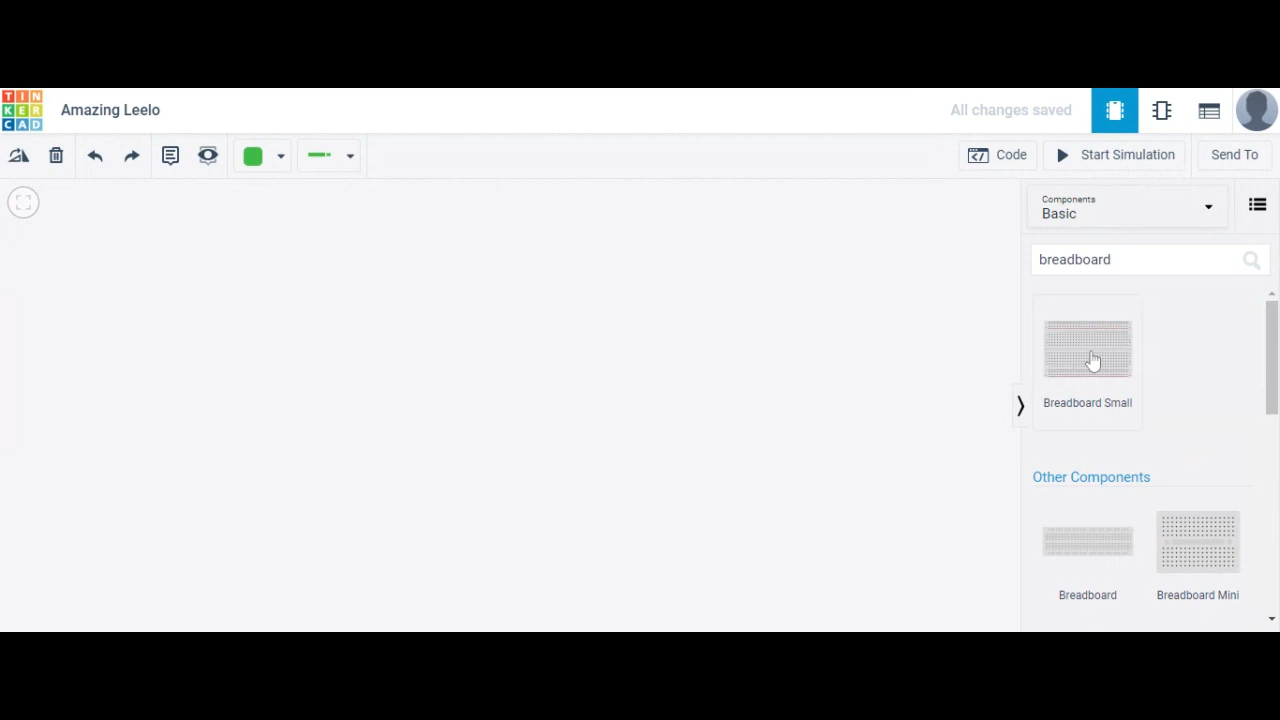 TIN
KER
CAD
Amazing Leelo
All changes saved
Code
Start Simulation
Send To
Components
Basic
breadboard
Breadboard Small
Other Components
Breadboard
Breadboard Mini